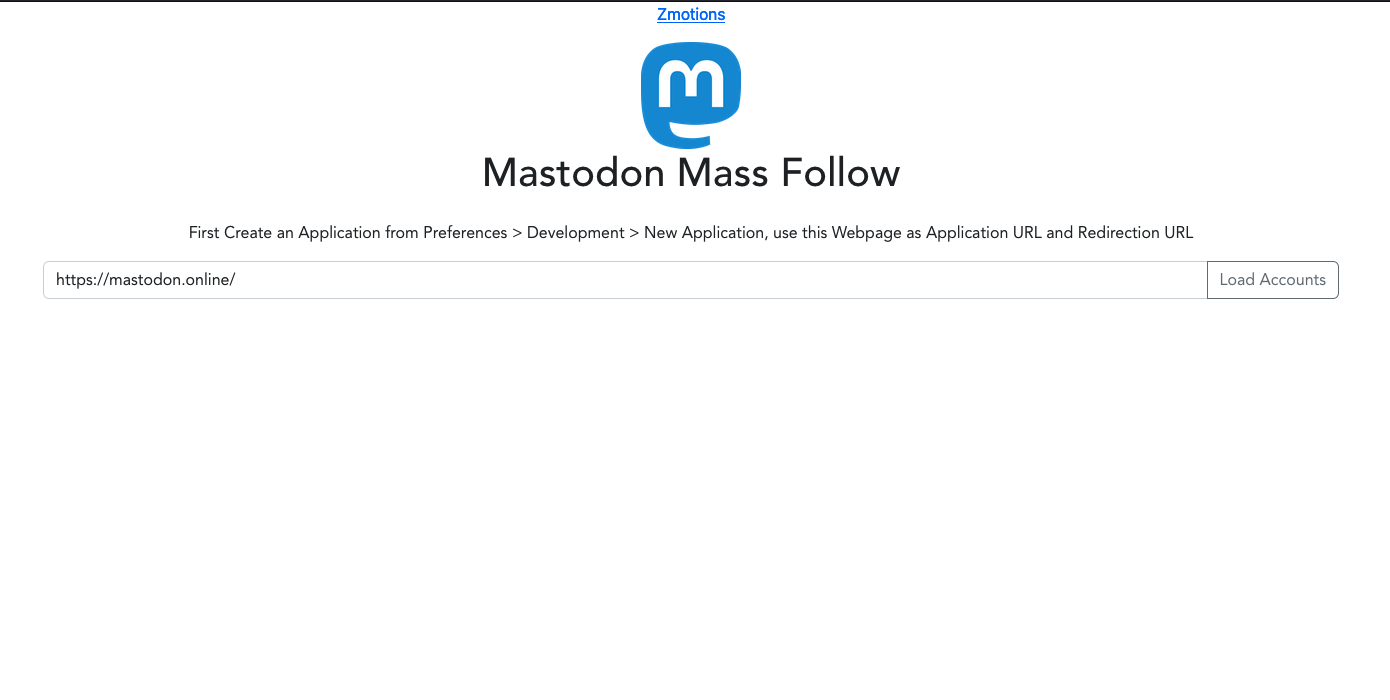 Zmotions
Mastodon Mass Follow
First Create an Application from Preferences > Development > New Application, use this Webpage as Application URL and Redirection URL
https://mastodon.online/
Load Accounts